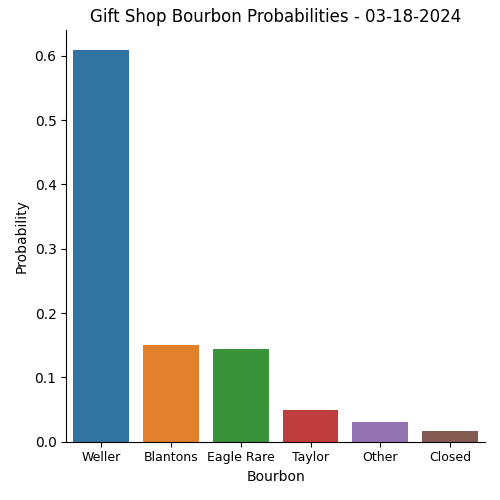 Gift Shop Bourbon Probabilities - 03-18-2024
0.6
0.5
0.4
0.3
0.2
0.1
0.0
Probability
Weller Blantons Eagle Rare Taylor Other Closed
Bourbon